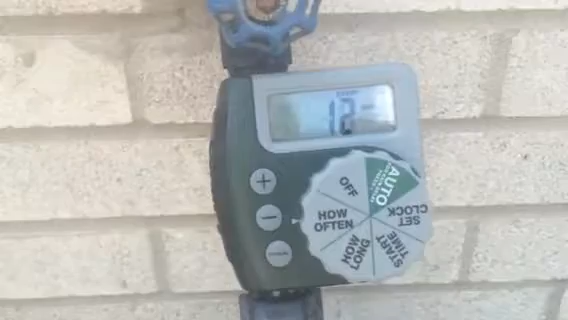 12
+
−
OFF
AUTO
SET
CLOCK
START
TIME
HOW
LONG
HOW
OFTEN